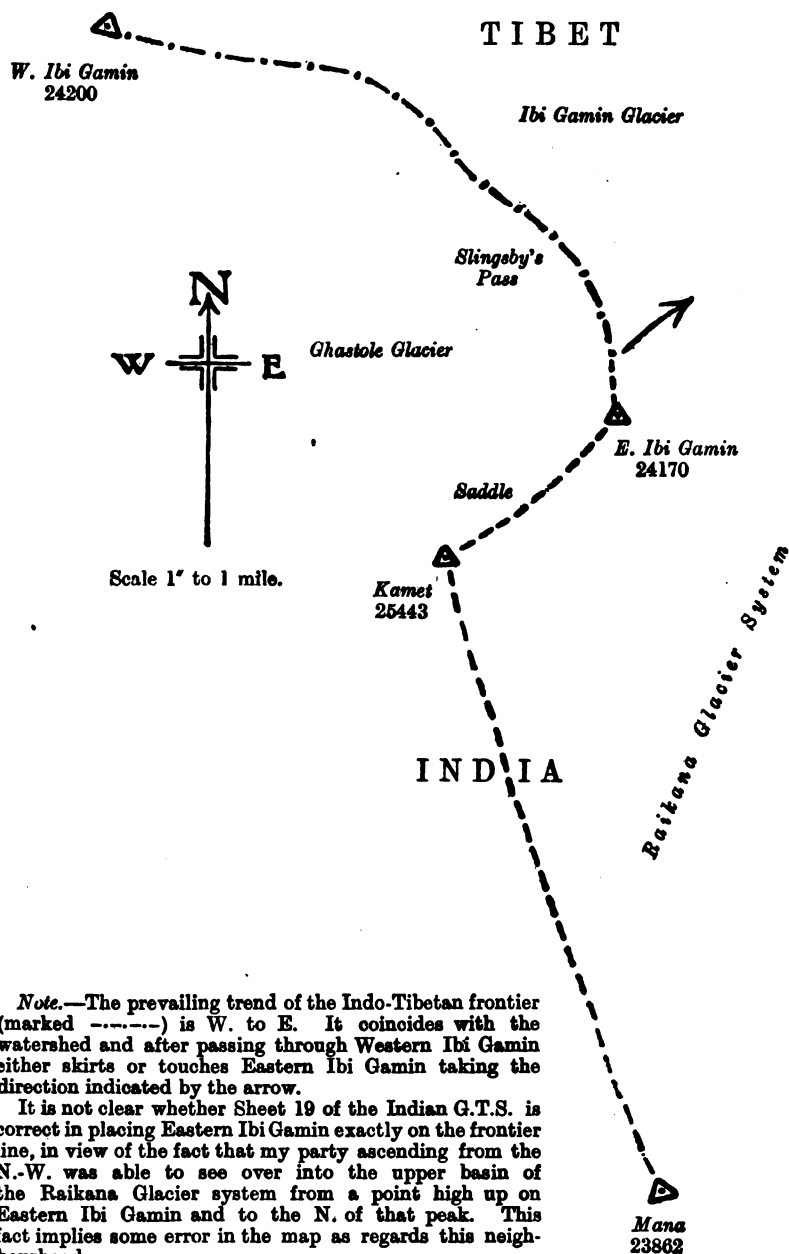 TIBET
W. Ibi Gamin
24200
Ibi Gamin Glacier
Slingsby's
Pass
N
W E
Ghastole Glacier
E. Ibi Gamin
24170
Saddle
Scale 1″ to 1 mile.
Kamet
25443
Raikana Glacier System
INDIA
Note.—The prevailing trend of the Indo-Tibetan frontier
(marked –·–·–·–) is W. to E. It coincides with the
watershed and after passing through Western Ibi Gamin
either skirts or touches Eastern Ibi Gamin taking the
direction indicated by the arrow.
It is not clear whether Sheet 19 of the Indian G.T.S. is
correct in placing Eastern Ibi Gamin exactly on the frontier
line, in view of the fact that my party ascending from the
N.-W. was able to see over into the upper basin of
the Raikana Glacier system from a point high up on
Eastern Ibi Gamin and to the N. of that peak. This
fact implies some error in the map as regards this neigh-
Mana
23862